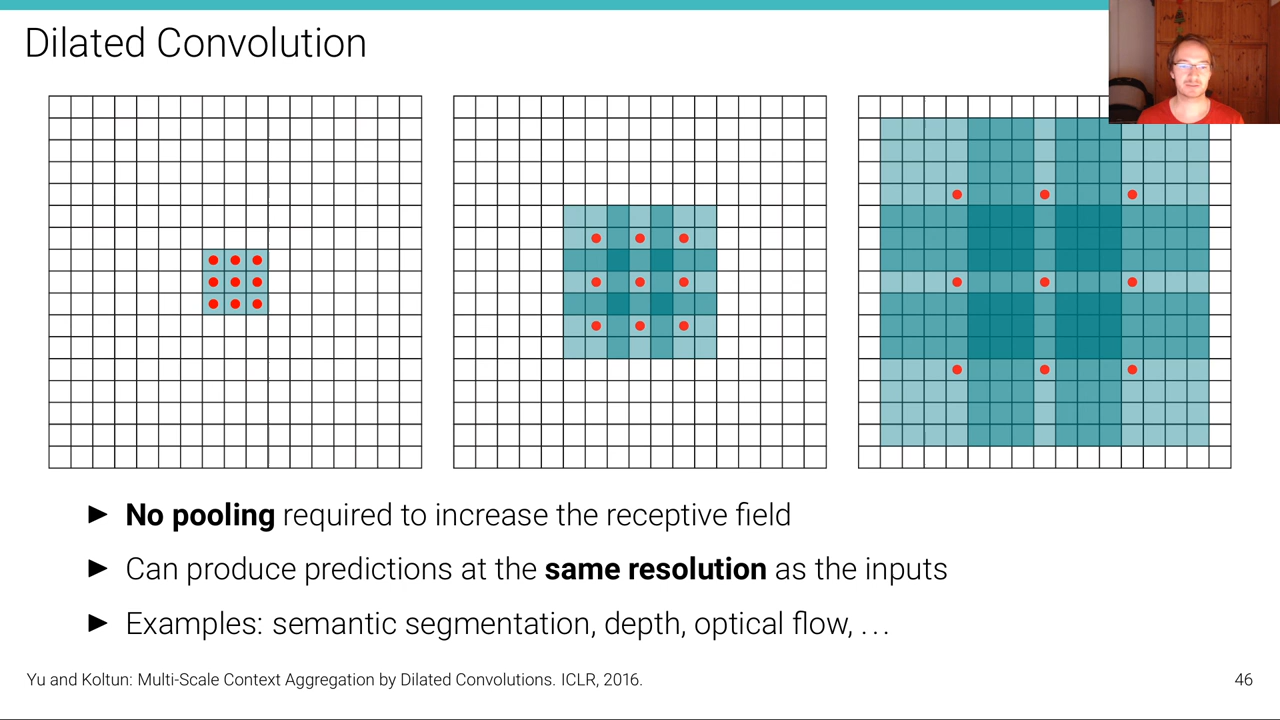 Dilated Convolution
► No pooling required to increase the receptive field
► Can produce predictions at the same resolution as the inputs
► Examples: semantic segmentation, depth, optical flow, ...
Yu and Koltun: Multi-Scale Context Aggregation by Dilated Convolutions. ICLR, 2016.
46